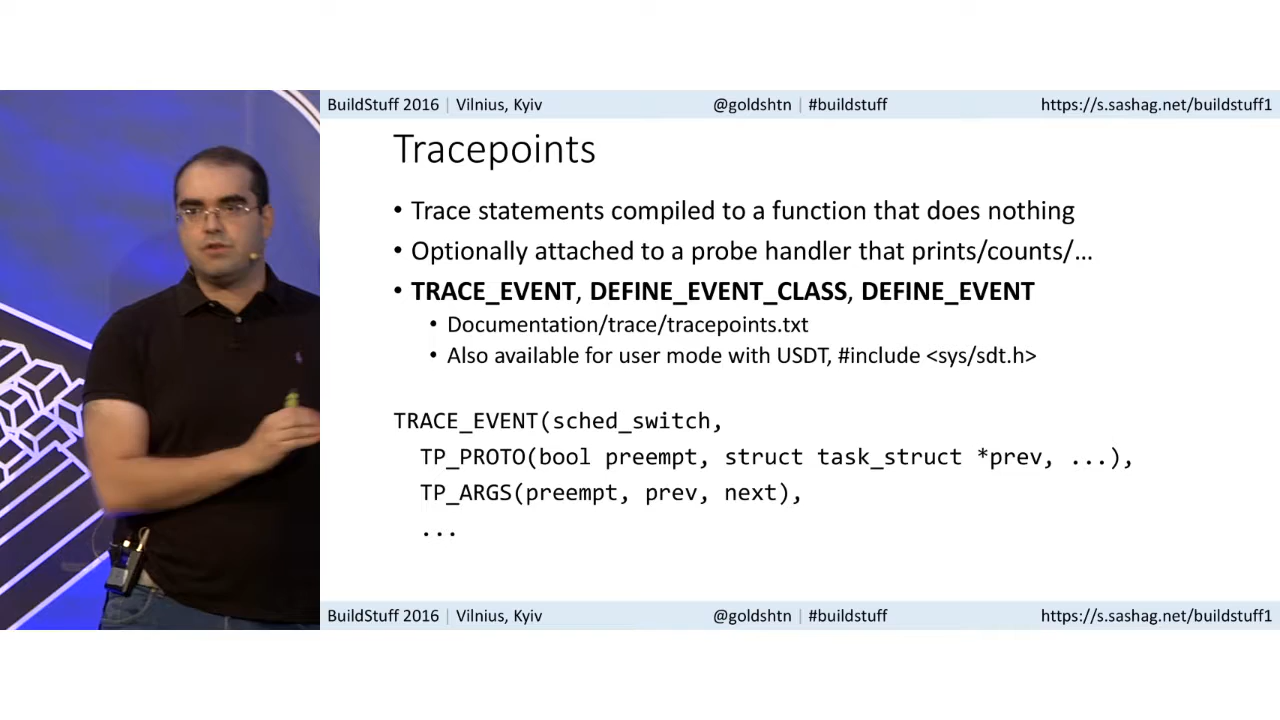 BuildStuff 2016 | Vilnius, Kyiv @goldshtn | #buildstuff https://s.sashag.net/buildstuff1
Tracepoints
• Trace statements compiled to a function that does nothing
• Optionally attached to a probe handler that prints/counts/…
• TRACE_EVENT, DEFINE_EVENT_CLASS, DEFINE_EVENT
• Documentation/trace/tracepoints.txt
• Also available for user mode with USDT, #include <sys/sdt.h>
TRACE_EVENT(sched_switch,
TP_PROTO(bool preempt, struct task_struct *prev, ...),
TP_ARGS(preempt, prev, next),
...
BuildStuff 2016 | Vilnius, Kyiv @goldshtn | #buildstuff https://s.sashag.net/buildstuff1